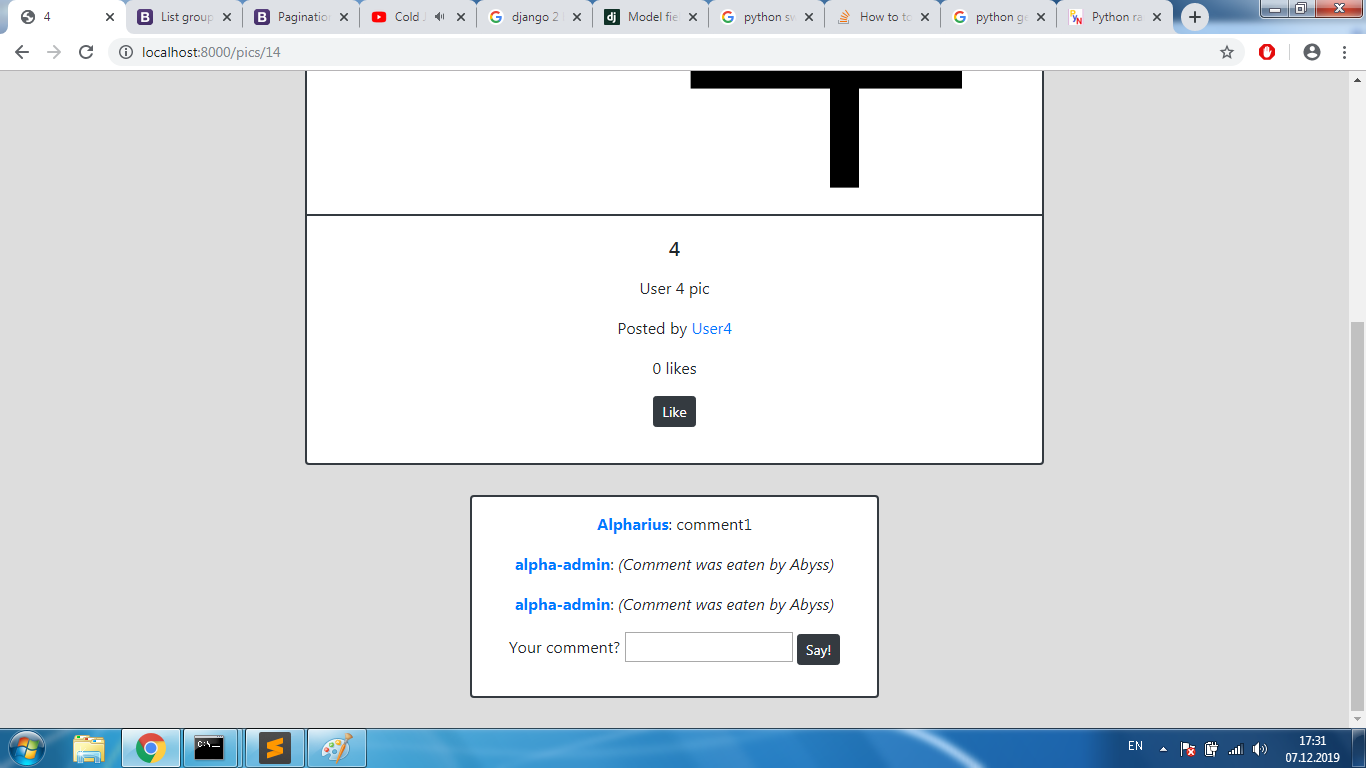 4
List group
Pagination
Cold
django 2
Model fie
python sw
How to to
python ge
Python ra
localhost:8000/pics/14
4
User 4 pic
Posted by User4
0 likes
Like
Alpharius: comment1
alpha-admin: (Comment was eaten by Abyss)
alpha-admin: (Comment was eaten by Abyss)
Your comment?
Say!
EN
17:31
07.12.2019